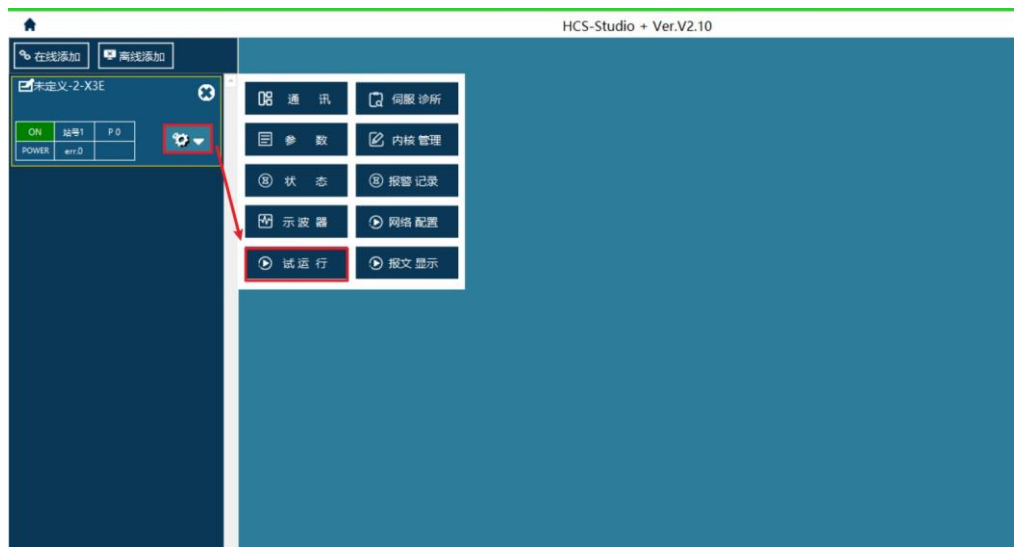 HCS-Studio + Ver.V2.10
在线添加 离线添加
未定义-2-X3E
ON 站号1 P 0
POWER err.0
通 讯 伺服 诊所
参 数 内核 管理
状 态 报警 记录
示 波 器 网络 配置
试 运 行 报文 显示